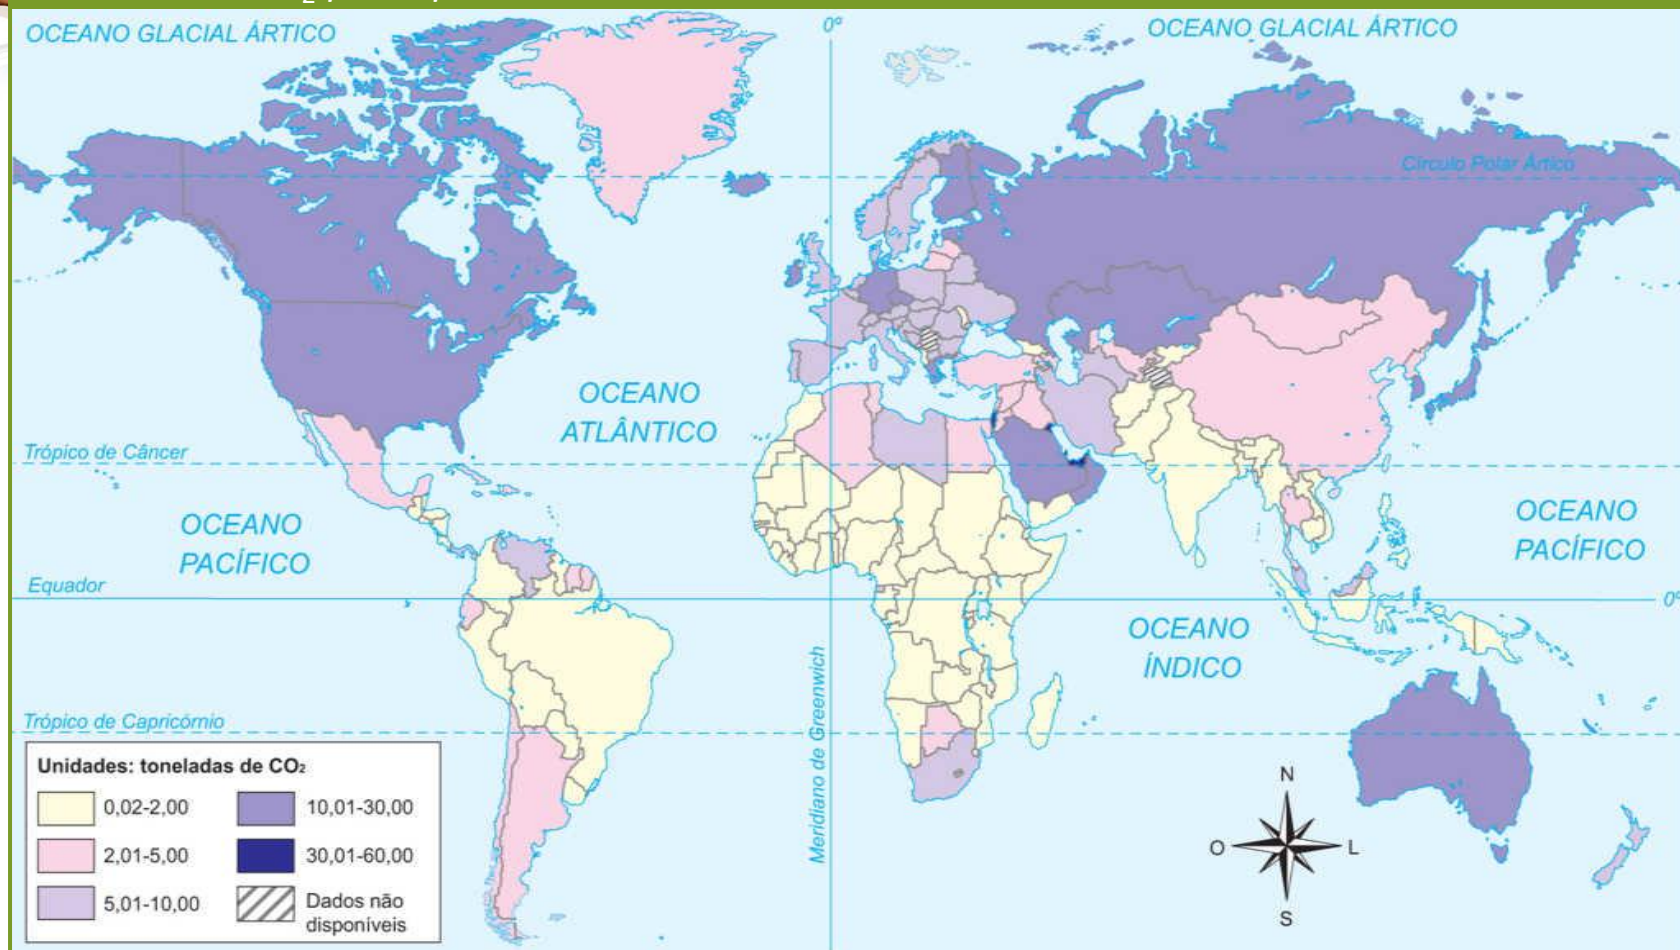 OCEANO GLACIAL ÁRTICO
0º
OCEANO GLACIAL ÁRTICO
Círculo Polar Ártico
OCEANO
ATLÂNTICO
Trópico de Câncer
OCEANO
PACÍFICO
OCEANO
PACÍFICO
Equador
0º
OCEANO
ÍNDICO
Meridiano de Greenwich
Trópico de Capricórnio
Unidades: toneladas de CO₂
0,02-2,00
10,01-30,00
2,01-5,00
30,01-60,00
5,01-10,00
Dados não
disponíveis
N
O
L
S